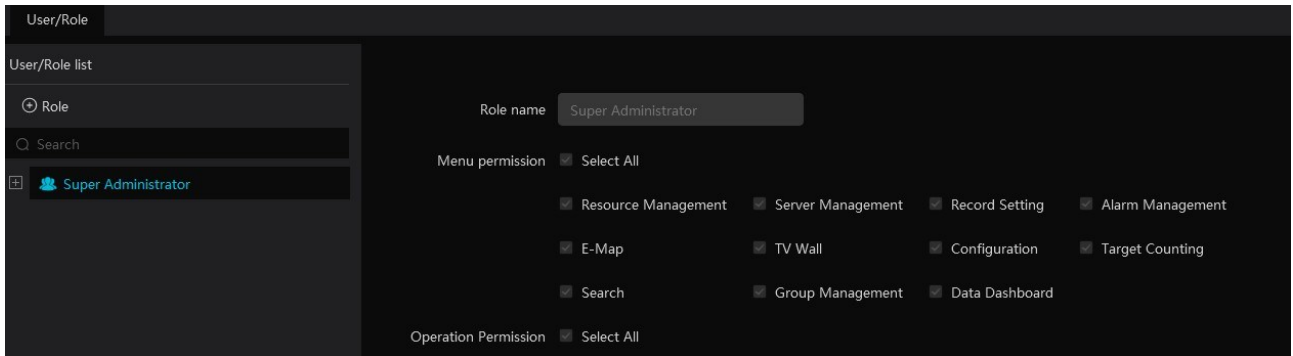 User/Role
User/Role list
Role
Search
Super Administrator
Role name Super Administrator
Menu permission Select All
Resource Management Server Management Record Setting Alarm Management
E-Map TV Wall Configuration Target Counting
Search Group Management Data Dashboard
Operation Permission Select All